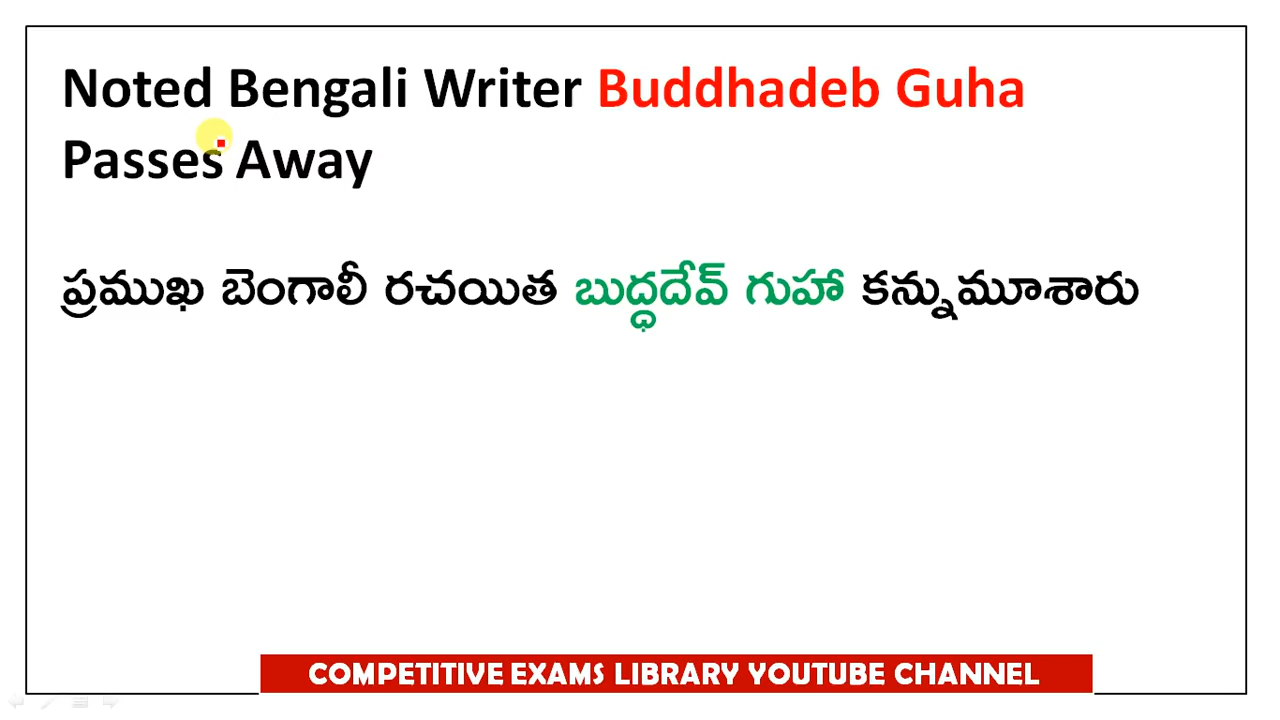 Noted Bengali Writer Buddhadeb Guha
Passes Away
ప్రముఖ బెంగాలీ రచయిత బుద్ధదేవ్ గుహా కన్నుమూశారు
COMPETITIVE EXAMS LIBRARY YOUTUBE CHANNEL